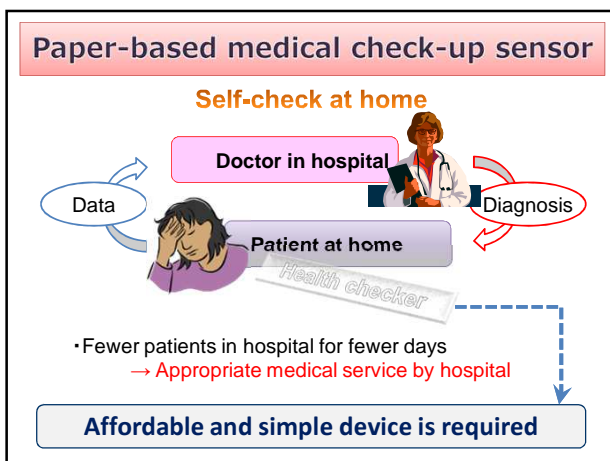 Paper-based medical check-up sensor
Self-check at home
Doctor in hospital
Data
Diagnosis
Patient at home
Health checker
・Fewer patients in hospital for fewer days
→ Appropriate medical service by hospital
Affordable and simple device is required